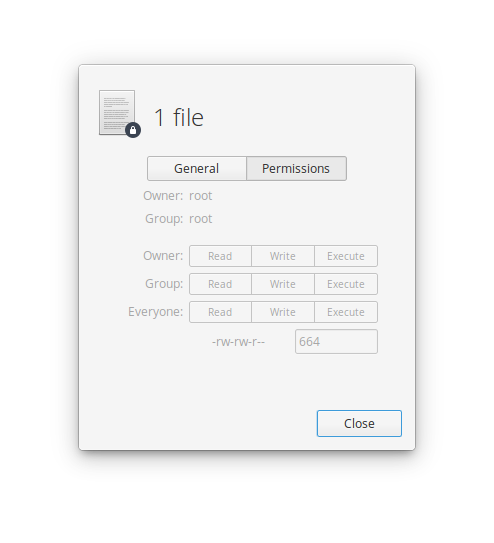 1 file
General Permissions
Owner: root
Group: root
Owner: Read Write Execute
Group: Read Write Execute
Everyone: Read Write Execute
-rw-rw-r-- 664
Close